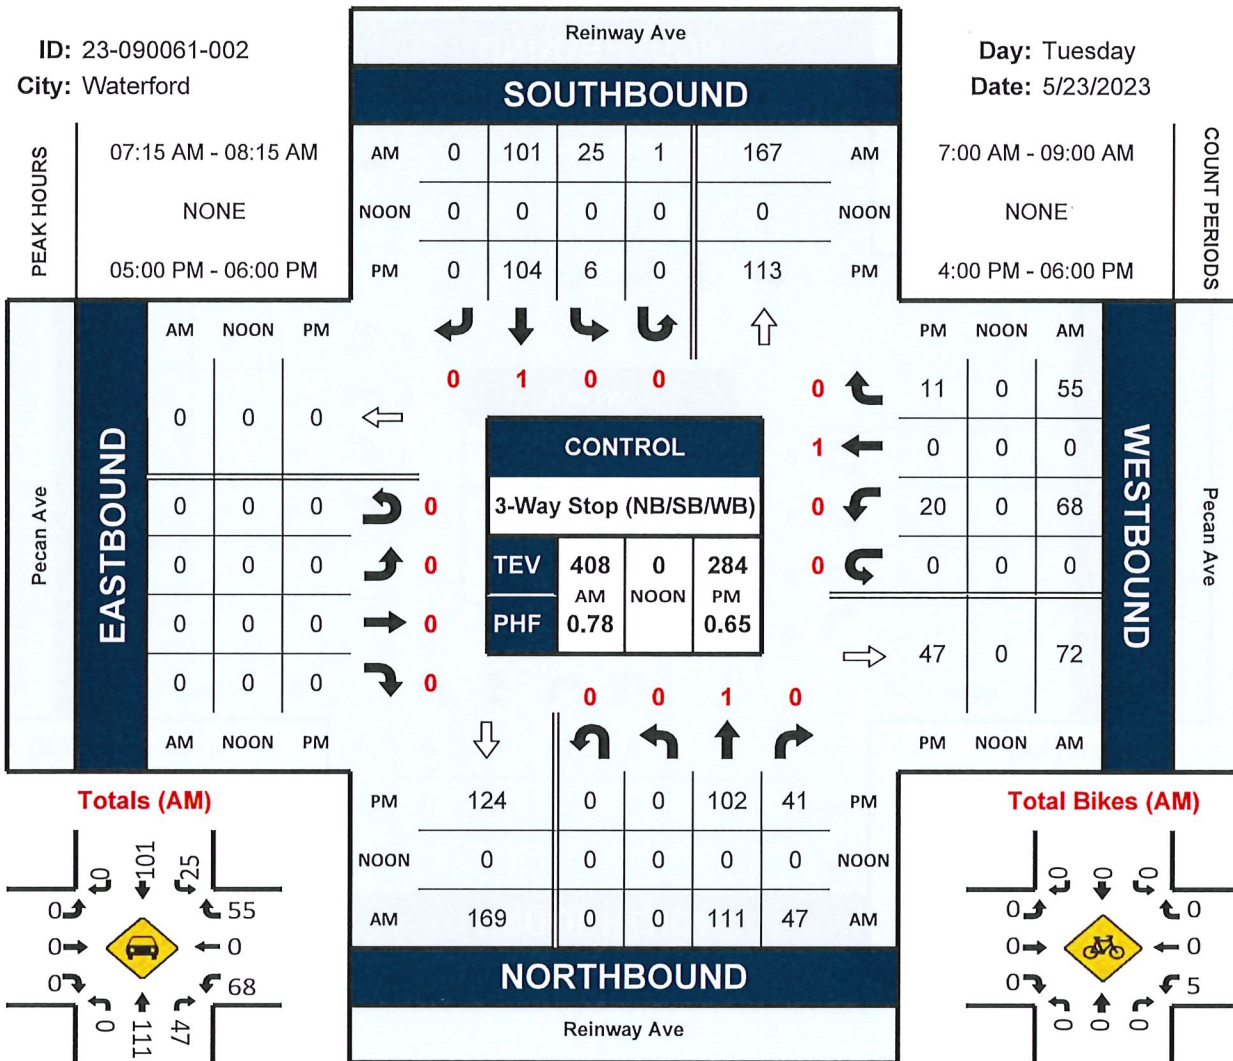 ID: 23-090061-002
City: Waterford
Reinway Ave
SOUTHBOUND
Day: Tuesday
Date: 5/23/2023
PEAK HOURS
07:15 AM - 08:15 AM
NONE
05:00 PM - 06:00 PM
AM 0 101 25 1 167 AM
NOON 0 0 0 0 0 NOON
PM 0 104 6 0 113 PM
7:00 AM - 09:00 AM
NONE
4:00 PM - 06:00 PM
COUNT PERIODS
0 1 0 0
Pecan Ave
EASTBOUND
AM NOON PM
0 0 0
0 0 0 0
0 0 0 0
0 0 0 0
0 0 0 0
AM NOON PM
CONTROL
3-Way Stop (NB/SB/WB)
TEV 408 0 284
AM NOON PM
PHF 0.78 0.65
PM NOON AM
0 11 0 55
1 0 0 0
0 20 0 68
0 0 0 0
47 0 72
PM NOON AM
WESTBOUND
Pecan Ave
0 0 1 0
PM 124 0 0 102 41 PM
NOON 0 0 0 0 0 NOON
AM 169 0 0 111 47 AM
NORTHBOUND
Reinway Ave
Totals (AM)
0 101 25
0 55
0 0
0 68
0 111 47
Total Bikes (AM)
0 0 0
0 0
0 0
0 5
0 0 0